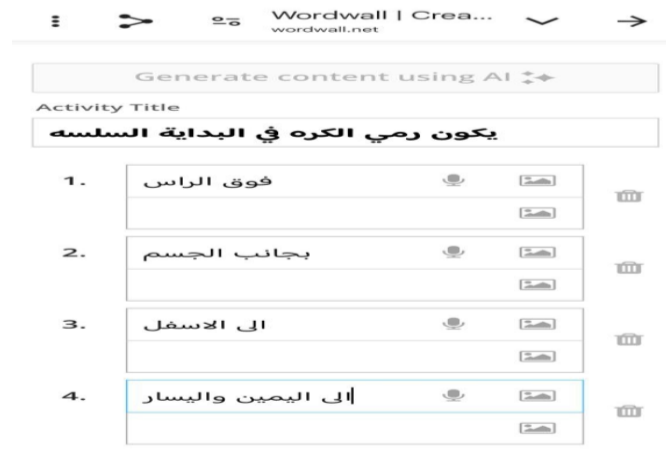 Wordwall | Crea...
wordwall.net
Generate content using AI
Activity Title
يكون رمي الكره في البداية السلسه
1. فوق الراس
2. بجانب الجسم
3. الى الاسفل
4. الى اليمين واليسار